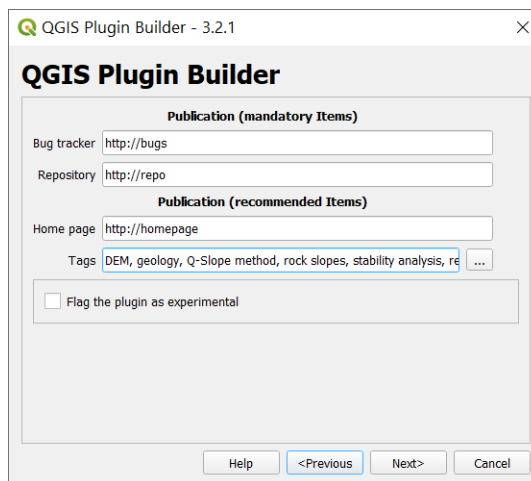 QGIS Plugin Builder - 3.2.1
QGIS Plugin Builder
Publication (mandatory Items)
Bug tracker http://bugs
Repository http://repo
Publication (recommended Items)
Home page http://homepage
Tags DEM, geology, Q-Slope method, rock slopes, stability analysis, re ...
Flag the plugin as experimental
Help <Previous Next> Cancel